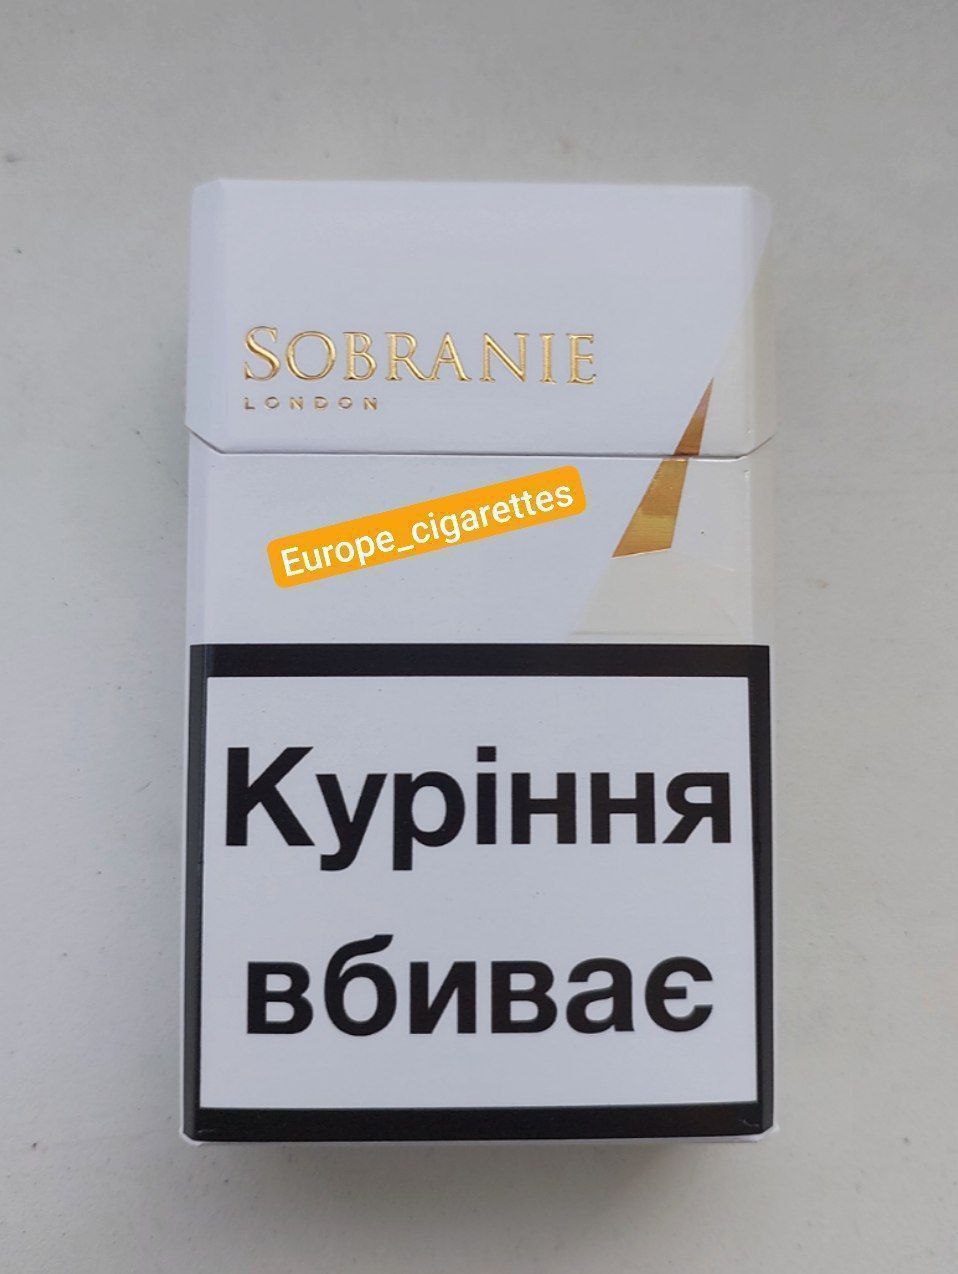 SOBRANIE
LONDON
Europe_cigarettes
Куріння
вбиває